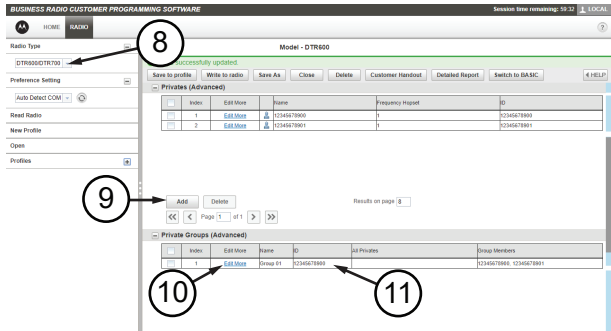 BUSINESS RADIO CUSTOMER PROGRAMMING SOFTWARE Session time remaining: 59:32 LOCAL
HOME RADIO ?
Radio Type
Model - DTR600
8
DTR600/DTR700
successfully updated.
Save to profile Write to radio Save As Close Delete Customer Handout Detailed Report Switch to BASIC HELP
Preference Setting
Privates (Advanced)
Auto Detect COM
Index Edit More Name Frequency Hopset ID
1 Edit More 12345678900 1 12345678900
2 Edit More 12345678901 1 12345678901
Read Radio
New Profile
Open
Profiles
9
Add Delete Results on page 8
Page 1 of 1
Private Groups (Advanced)
Index Edit More Name ID All Privates Group Members
1 Edit More Group 01 12345678900 12345678900, 12345678901
10
11